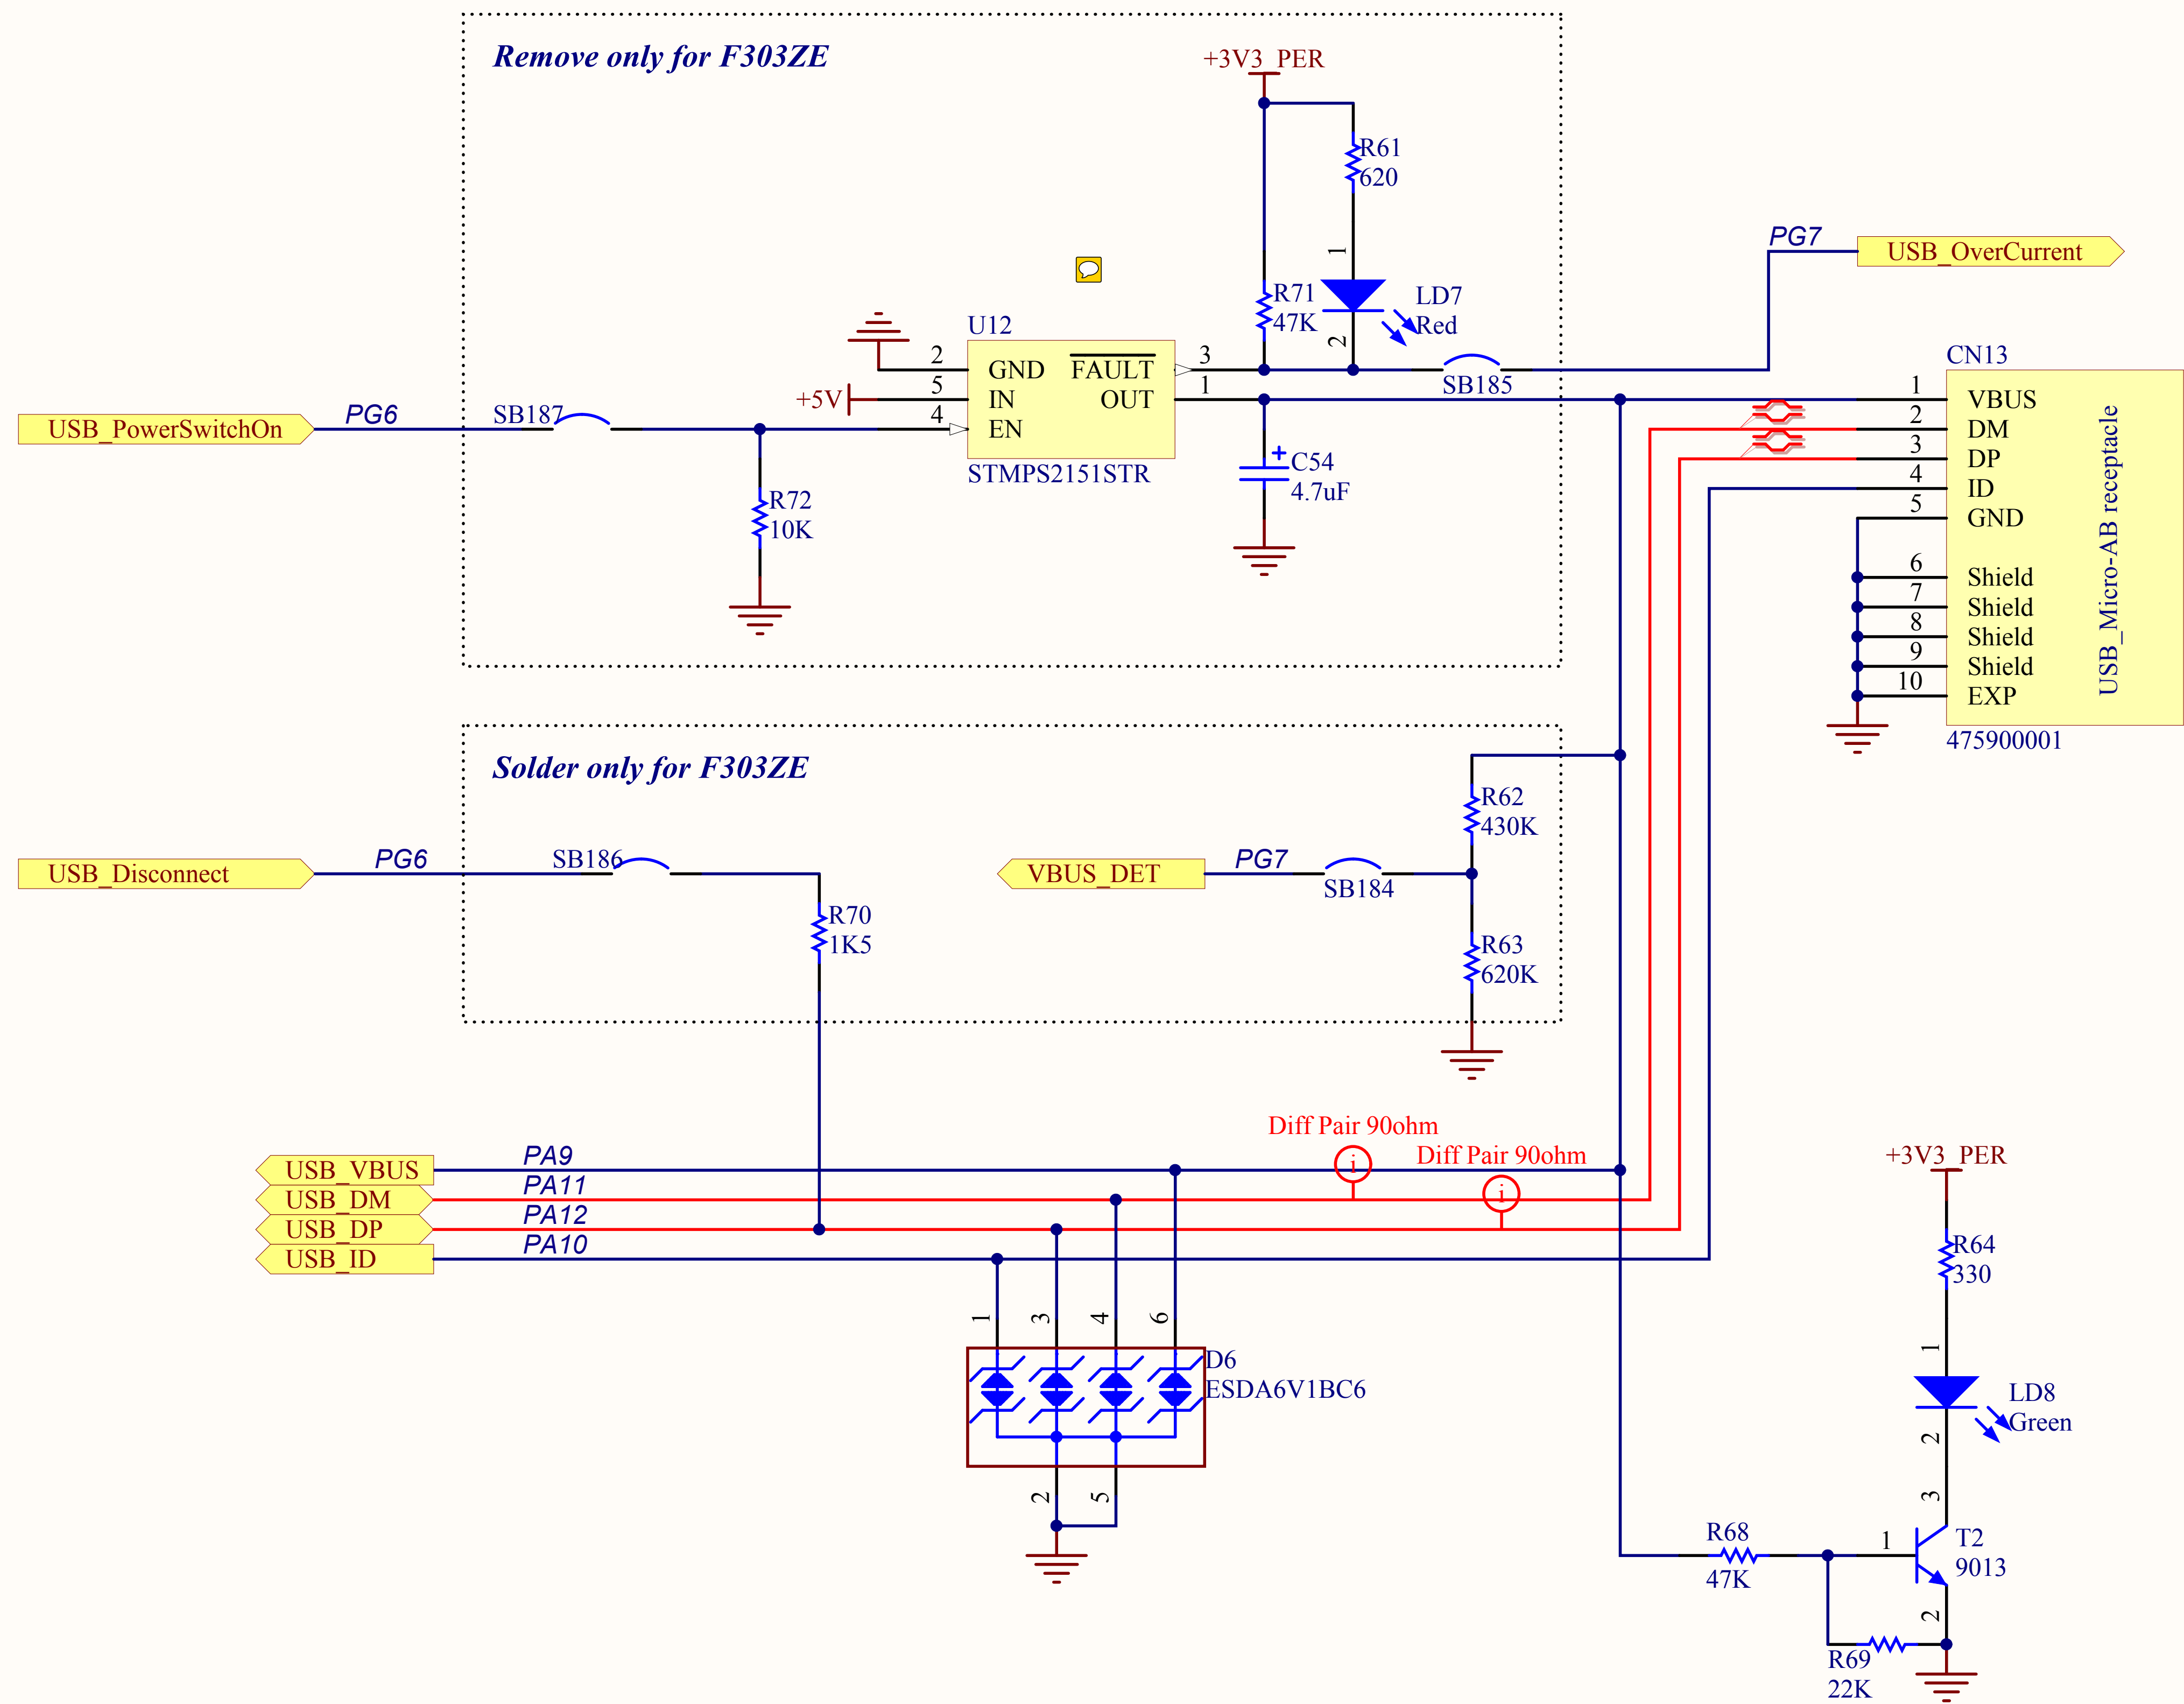 Remove only for F303ZE
+3V3_PER
R61
620
1
PG7
USB_OverCurrent
R71
47K
LD7
Red
2
U12
CN13
2
GND
FAULT
3
5
IN
OUT
1
SB185
+5V
4
EN
STMPS2151STR
USB_PowerSwitchOn
PG6
SB187
C54
4.7uF
R72
10K
1
VBUS
2
DM
3
DP
4
ID
5
GND
6
Shield
7
Shield
8
Shield
9
Shield
10
EXP
USB_Micro-AB receptacle
475900001
Solder only for F303ZE
R62
430K
USB_Disconnect
PG6
SB186
VBUS_DET
PG7
SB184
R70
1K5
R63
620K
Diff Pair 90ohm
Diff Pair 90ohm
i
i
USB_VBUS
PA9
USB_DM
PA11
USB_DP
PA12
USB_ID
PA10
1
3
4
6
D6
ESDA6V1BC6
2
5
+3V3_PER
R64
330
1
LD8
Green
2
3
R68
47K
1
T2
9013
2
R69
22K